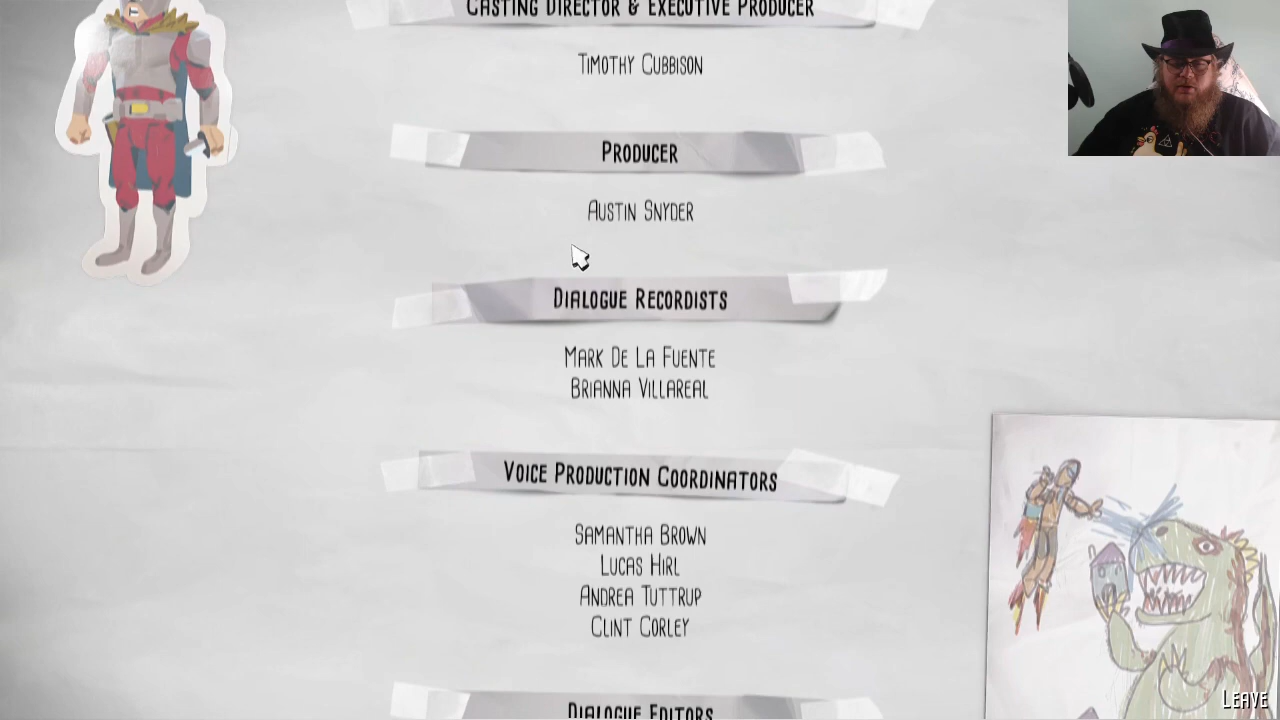 Casting Director & Executive Producer
Timothy Cubbison
Producer
Austin Snyder
Dialogue Recordists
Mark De La Fuente
Brianna Villareal
Voice Production Coordinators
Samantha Brown
Lucas Hirl
Andrea Tuttrup
Clint Corley
Dialogue Editors
Leave